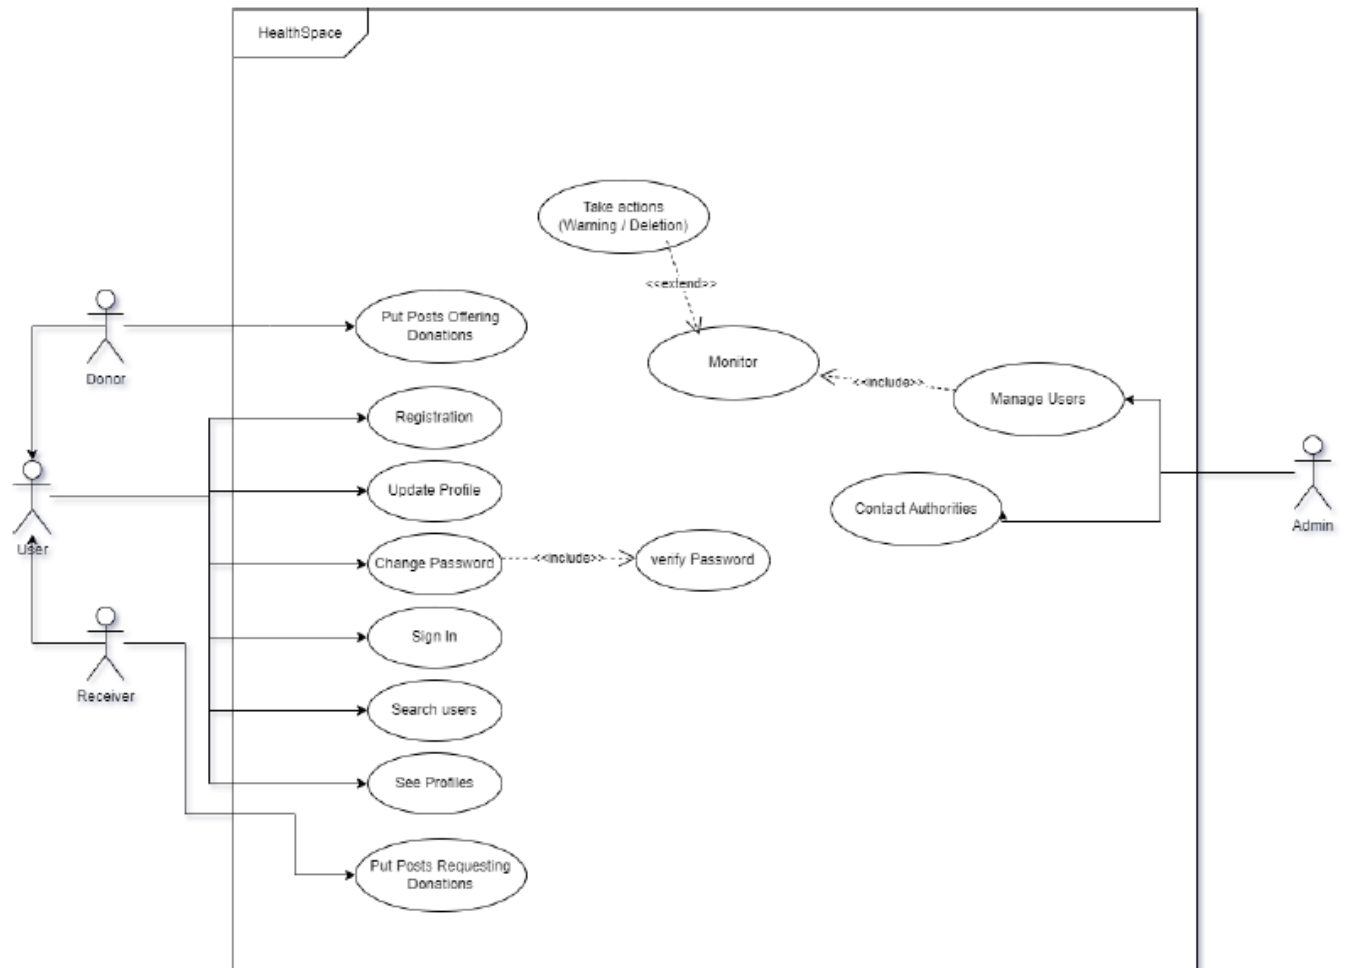 HealthSpace
Take actions
(Warning / Deletion)
<<extend>>
Put Posts Offering
Donations
Monitor
<<include>>
Manage Users
Donor
Registration
Update Profile
Contact Authorities
Admin
User
Change Password
<<include>>
verify Password
Sign In
Receiver
Search users
See Profiles
Put Posts Requesting
Donations